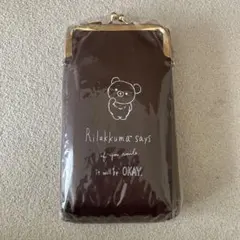 Rilakkuma says
if you smile
it will be OKAY.